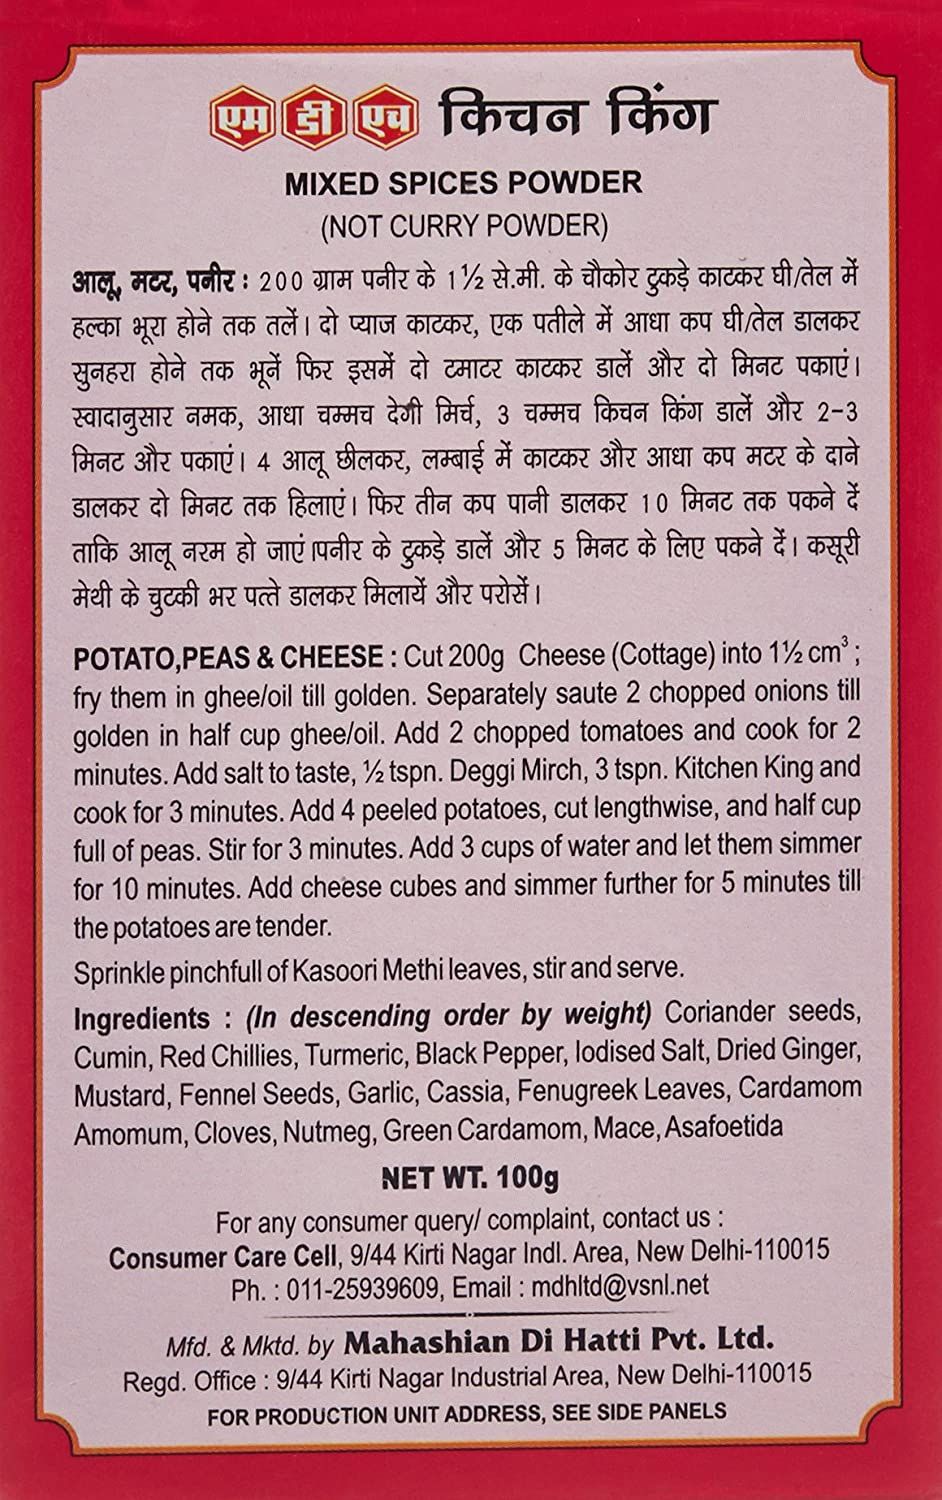 एम डी एच किचन किंग
MIXED SPICES POWDER
(NOT CURRY POWDER)
आलू, मटर, पनीर : 200 ग्राम पनीर के 1½ से.मी. के चौकोर टुकड़े काटकर घी/तेल में
हल्का भूरा होने तक तलें। दो प्याज काटकर, एक पतीले में आधा कप घी/तेल डालकर
सुनहरा होने तक भूनें फिर इसमें दो टमाटर काटकर डालें और दो मिनट पकाएं।
स्वादानुसार नमक, आधा चम्मच देगी मिर्च, 3 चम्मच किचन किंग डालें और 2-3
मिनट और पकाएं। 4 आलू छीलकर, लम्बाई में काटकर और आधा कप मटर के दाने
डालकर दो मिनट तक हिलाएं। फिर तीन कप पानी डालकर 10 मिनट तक पकने दें
ताकि आलू नरम हो जाएं।पनीर के टुकड़े डालें और 5 मिनट के लिए पकने दें। कसूरी
मेथी के चुटकी भर पत्ते डालकर मिलायें और परोसें।
POTATO,PEAS & CHEESE : Cut 200g Cheese (Cottage) into 1½ cm³ ;
fry them in ghee/oil till golden. Separately saute 2 chopped onions till
golden in half cup ghee/oil. Add 2 chopped tomatoes and cook for 2
minutes. Add salt to taste, ½ tspn. Deggi Mirch, 3 tspn. Kitchen King and
cook for 3 minutes. Add 4 peeled potatoes, cut lengthwise, and half cup
full of peas. Stir for 3 minutes. Add 3 cups of water and let them simmer
for 10 minutes. Add cheese cubes and simmer further for 5 minutes till
the potatoes are tender.
Sprinkle pinchfull of Kasoori Methi leaves, stir and serve.
Ingredients : (In descending order by weight) Coriander seeds,
Cumin, Red Chillies, Turmeric, Black Pepper, Iodised Salt, Dried Ginger,
Mustard, Fennel Seeds, Garlic, Cassia, Fenugreek Leaves, Cardamom
Amomum, Cloves, Nutmeg, Green Cardamom, Mace, Asafoetida
NET WT. 100g
For any consumer query/ complaint, contact us :
Consumer Care Cell, 9/44 Kirti Nagar Indl. Area, New Delhi-110015
Ph. : 011-25939609, Email : mdhltd@vsnl.net
Mfd. & Mktd. by Mahashian Di Hatti Pvt. Ltd.
Regd. Office : 9/44 Kirti Nagar Industrial Area, New Delhi-110015
FOR PRODUCTION UNIT ADDRESS, SEE SIDE PANELS